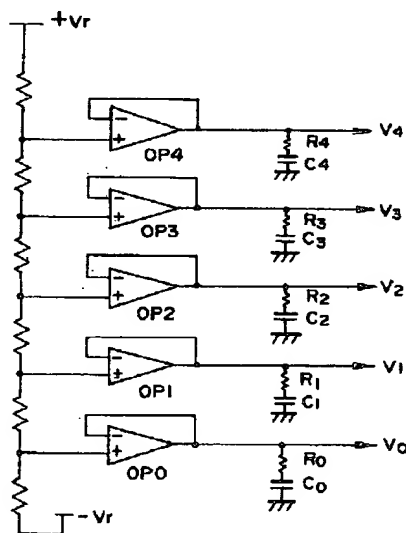 +Vr
− +
OP4
R4
C4
V4
− +
OP3
R3
C3
V3
− +
OP2
R2
C2
V2
− +
OP1
R1
C1
V1
− +
OP0
R0
C0
V0
−Vr